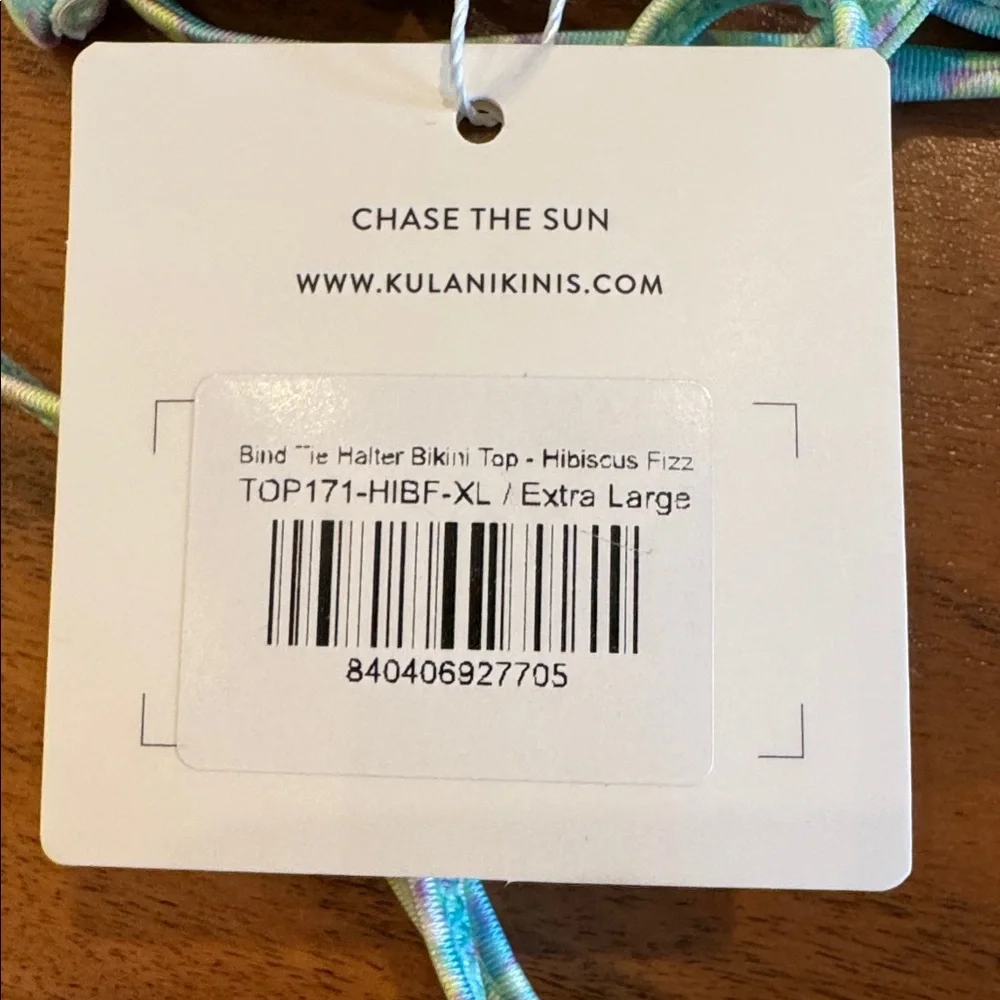 CHASE THE SUN
WWW.KULANIKINIS.COM
Bind Tie Halter Bikini Top - Hibiscus Fizz
TOP171-HIBF-XL / Extra Large
840406927705